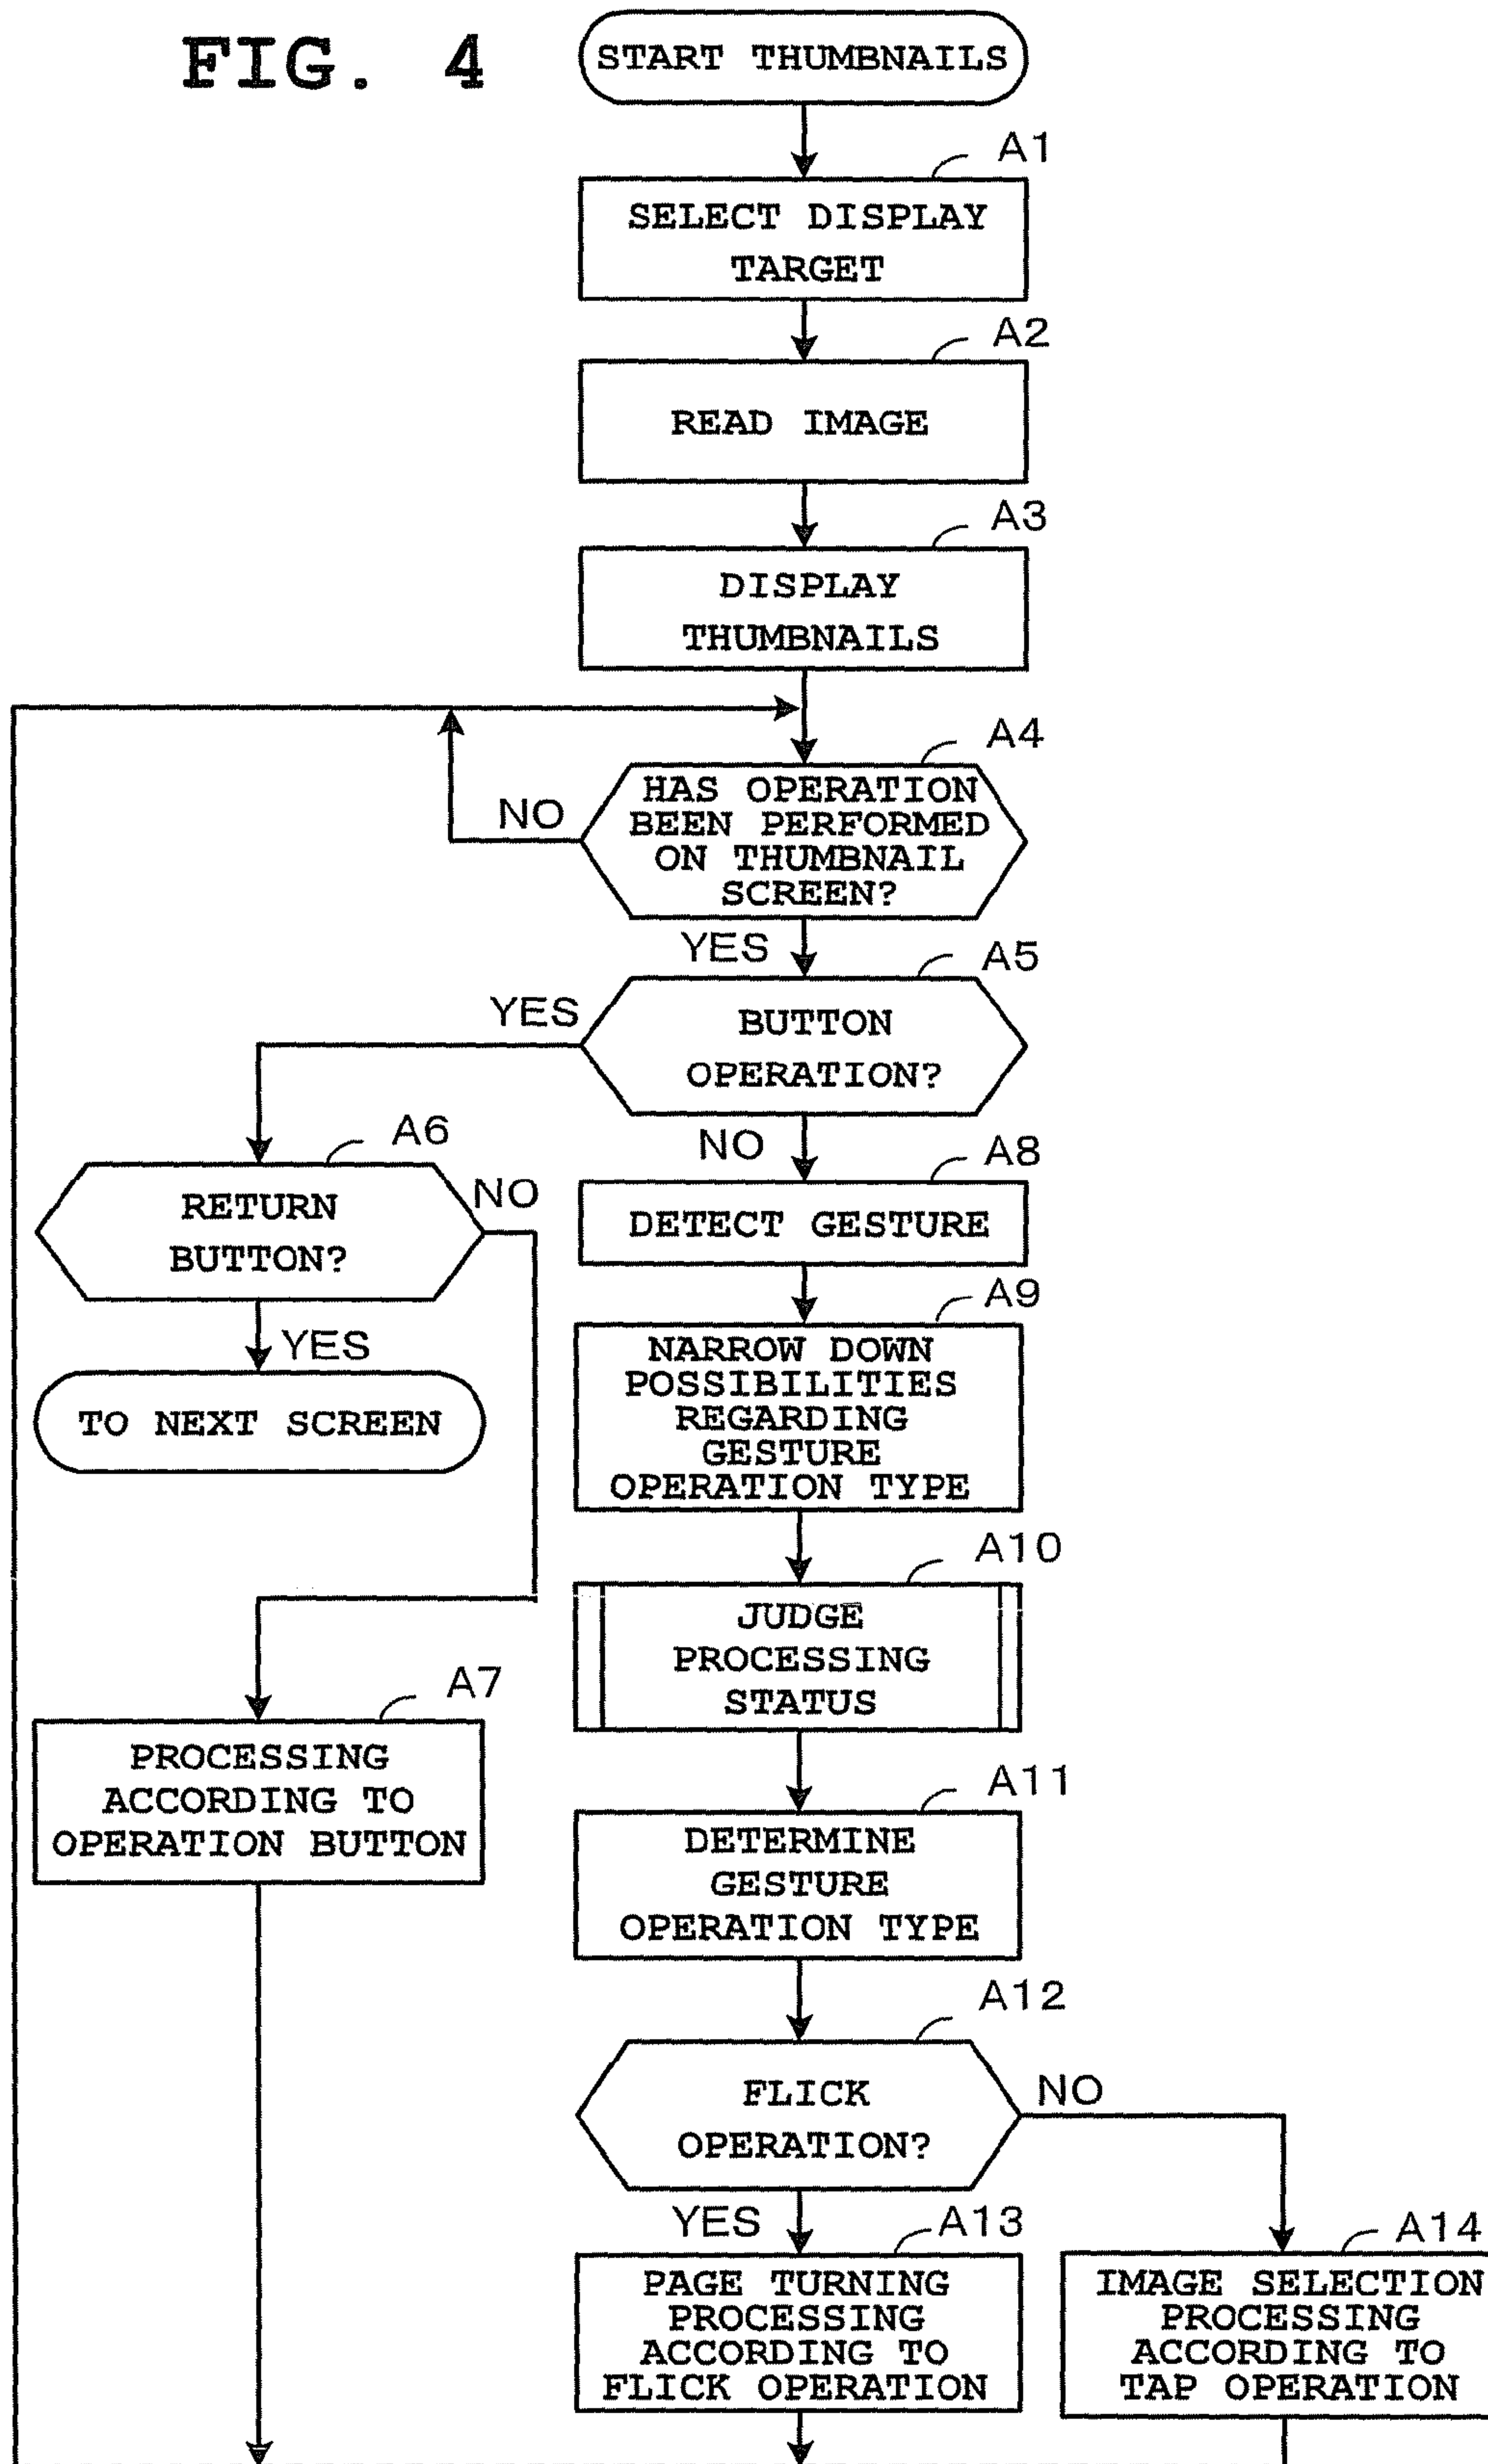 FIG. 4
START THUMBNAILS
A1
SELECT DISPLAY
TARGET
A2
READ IMAGE
A3
DISPLAY
THUMBNAILS
A4
HAS OPERATION
BEEN PERFORMED
ON THUMBNAIL
SCREEN?
NO
YES
A5
BUTTON
OPERATION?
YES
NO
A6
RETURN
BUTTON?
NO
YES
TO NEXT SCREEN
A7
PROCESSING
ACCORDING TO
OPERATION BUTTON
A8
DETECT GESTURE
A9
NARROW DOWN
POSSIBILITIES
REGARDING
GESTURE
OPERATION TYPE
A10
JUDGE
PROCESSING
STATUS
A11
DETERMINE
GESTURE
OPERATION TYPE
A12
FLICK
OPERATION?
NO
YES
A13
PAGE TURNING
PROCESSING
ACCORDING TO
FLICK OPERATION
A14
IMAGE SELECTION
PROCESSING
ACCORDING TO
TAP OPERATION